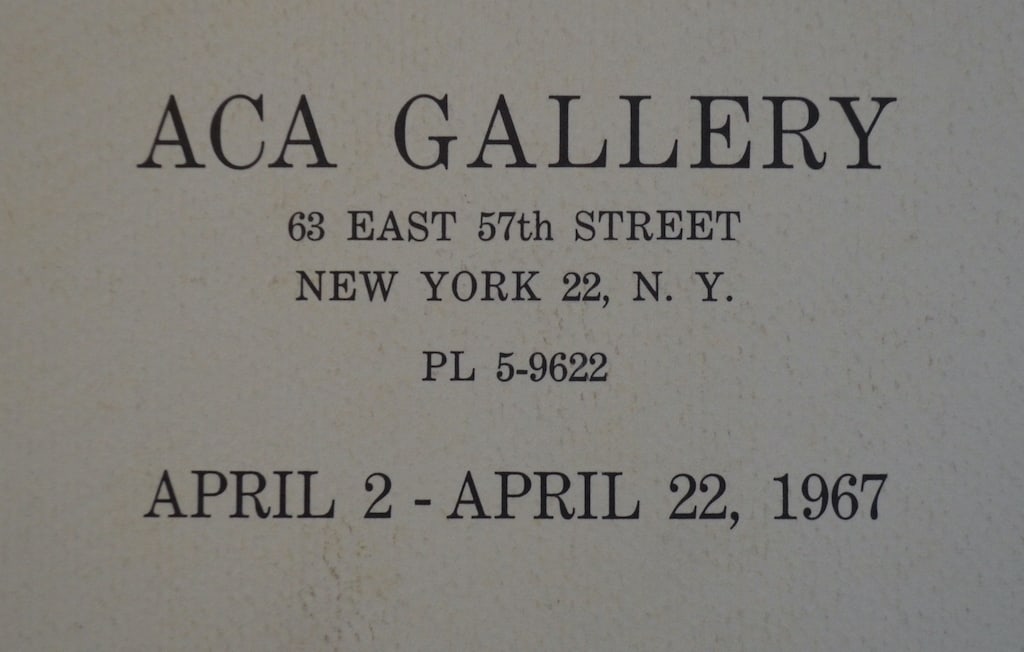 ACA GALLERY
63 EAST 57th STREET
NEW YORK 22, N. Y.
PL 5-9622
APRIL 2 - APRIL 22, 1967